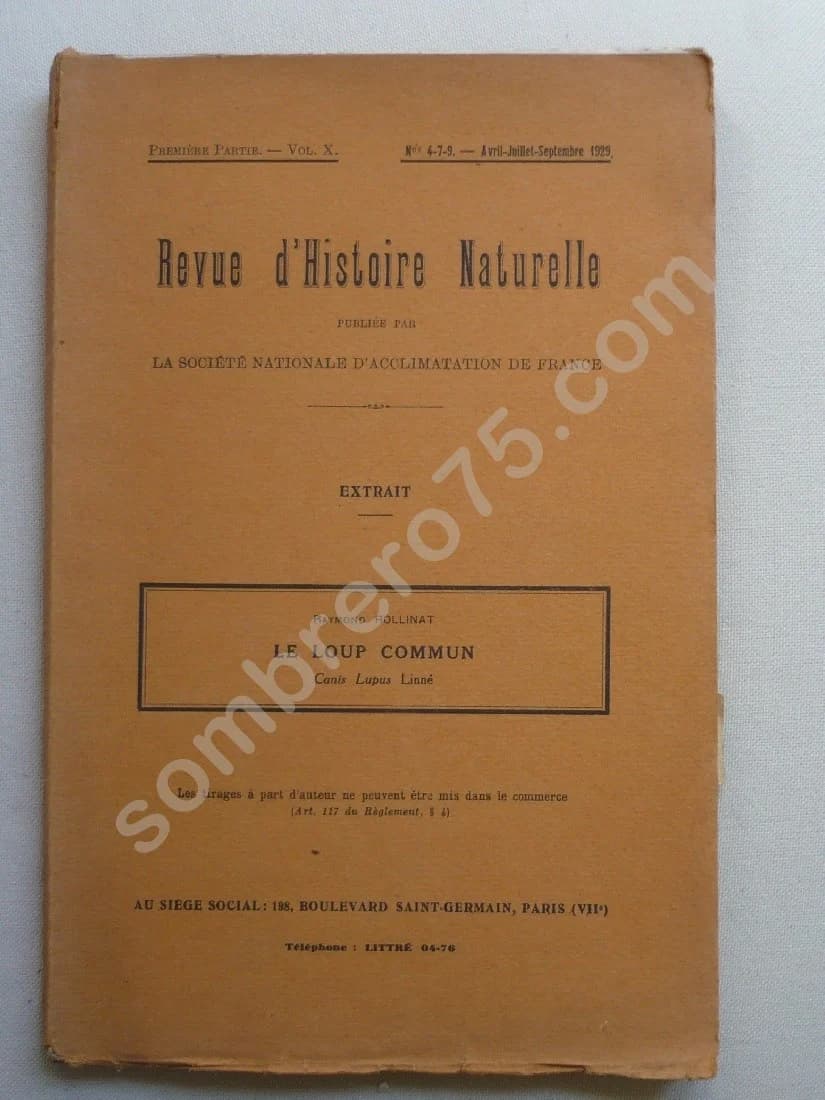 Première Partie. — Vol. X.
Nos 4-7-9. — Avril-Juillet-Septembre 1929.
Revue d'Histoire Naturelle
PUBLIÉE PAR
LA SOCIÉTÉ NATIONALE D'ACCLIMATATION DE FRANCE
EXTRAIT
Raymond ROLLINAT
LE LOUP COMMUN
Canis Lupus Linné
Les tirages à part d'auteur ne peuvent être mis dans le commerce
(Art. 117 du Règlement, §
AU SIEGE SOCIAL: 198, BOULEVARD SAINT-GERMAIN, PARIS (VIIe)
Téléphone : LITTRÉ 04-76
sombrero75.com